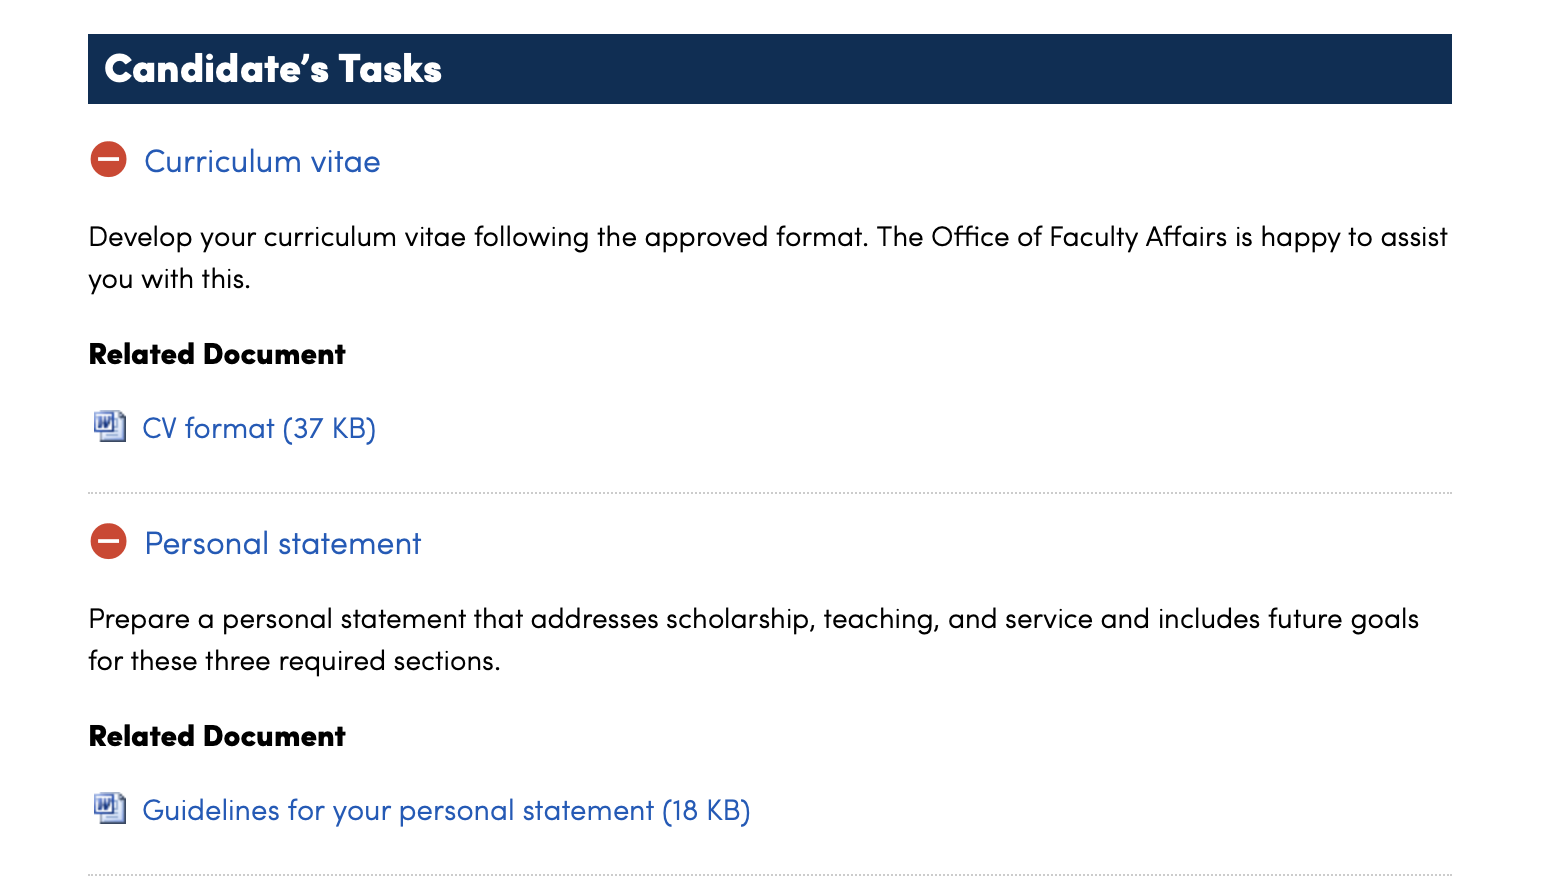 Candidate’s Tasks
Curriculum vitae
Develop your curriculum vitae following the approved format. The Office of Faculty Affairs is happy to assist
you with this.
Related Document
CV format (37 KB)
Personal statement
Prepare a personal statement that addresses scholarship, teaching, and service and includes future goals
for these three required sections.
Related Document
Guidelines for your personal statement (18 KB)